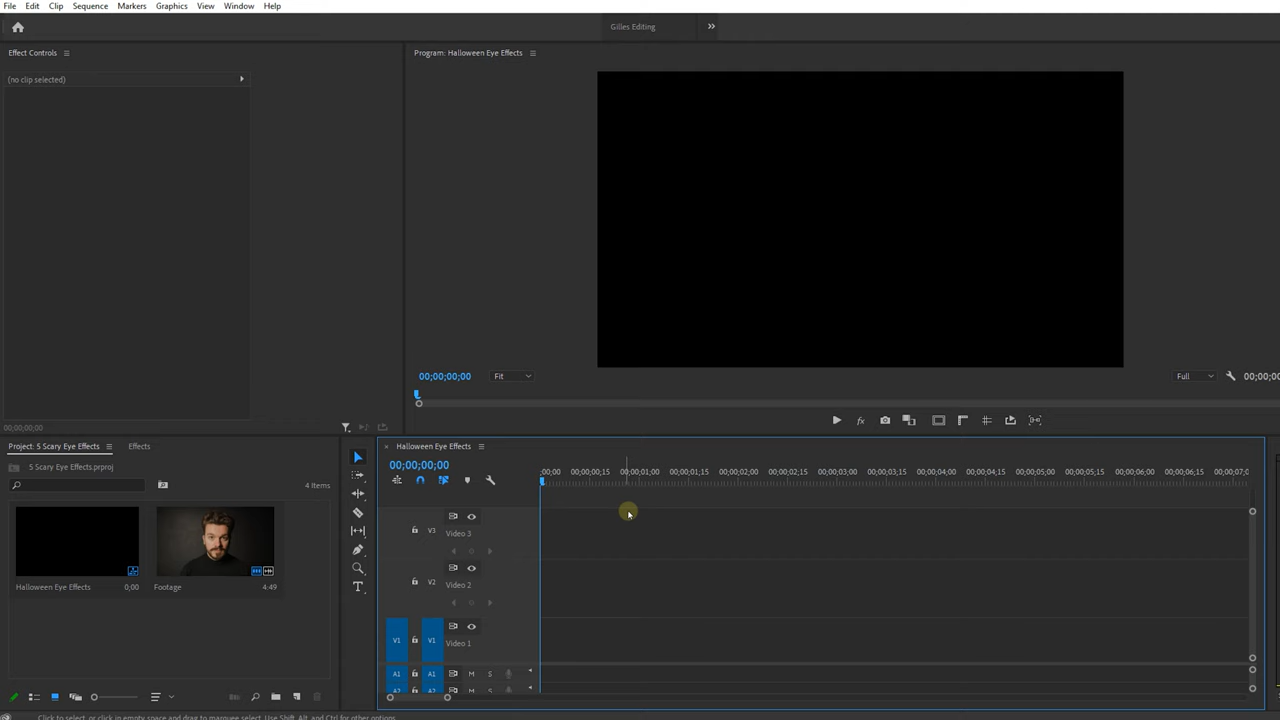 File Edit Clip Sequence Markers Graphics View Window Help
Gilles Editing
Effect Controls
(no clip selected)
00;00;00;00
Program: Halloween Eye Effects
00;00;00;00 Fit Full 00;00;00
Project: 5 Scary Eye Effects Effects
5 Scary Eye Effects.prproj
4 Items
Halloween Eye Effects 0;00
Footage 4:49
Halloween Eye Effects
00;00;00;00
;00;00 00;00;00;15 00;00;01;00 00;00;01;15 00;00;02;00 00;00;02;15 00;00;03;00 00;00;03;15 00;00;04;00 00;00;04;15 00;00;05;00 00;00;05;15 00;00;06;00 00;00;06;15 00;00;07;0
V3 Video 3
V2 Video 2
V1 V1 Video 1
A1 A1 M S
A2 A2 M S
Click to select, or click in empty space and drag to marquee select. Use Shift, Alt, and Ctrl for other options.